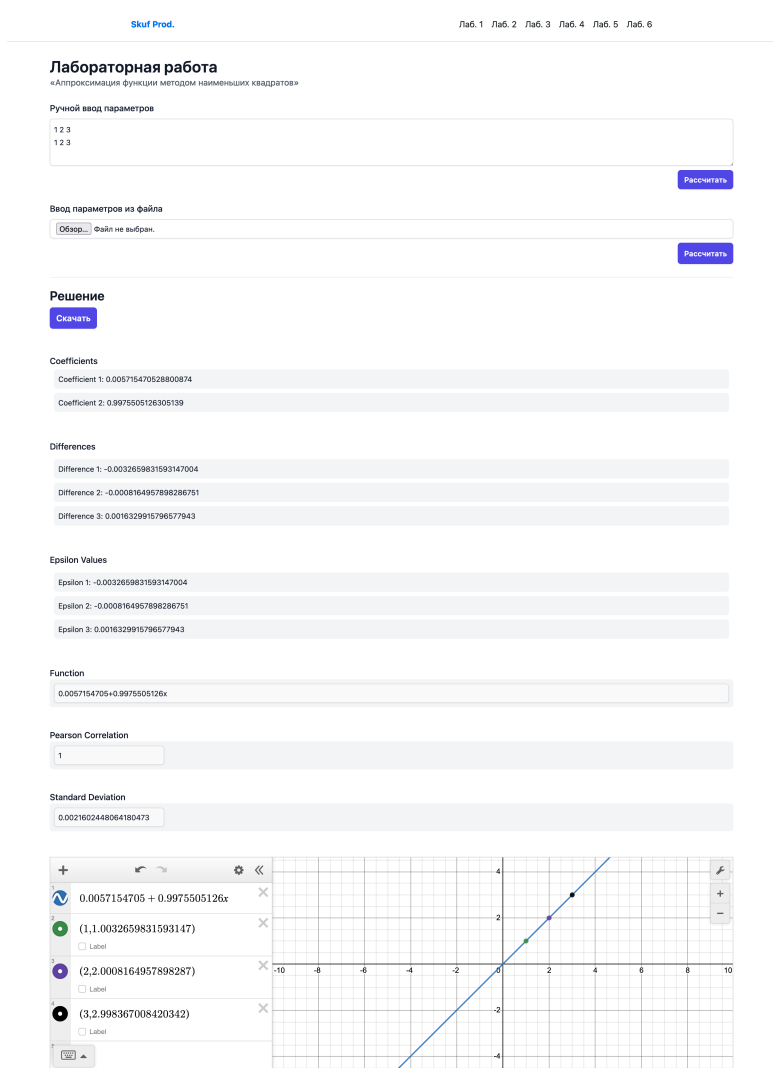 Skuf Prod.
Лаб. 1 Лаб. 2 Лаб. 3 Лаб. 4 Лаб. 5 Лаб. 6
Лабораторная работа
«Аппроксимация функции методом наименьших квадратов»
Ручной ввод параметров
1 2 3
1 2 3
Рассчитать
Ввод параметров из файла
Обзор... Файл не выбран.
Рассчитать
Решение
Скачать
Coefficients
Coefficient 1: 0.005715470528800874
Coefficient 2: 0.9975505126305139
Differences
Difference 1: -0.0032659831593147004
Difference 2: -0.0008164957898286751
Difference 3: 0.0016329915796577943
Epsilon Values
Epsilon 1: -0.0032659831593147004
Epsilon 2: -0.0008164957898286751
Epsilon 3: 0.0016329915796577943
Function
0.0057154705+0.9975505126x
Pearson Correlation
1
Standard Deviation
0.0021602448064180473
1
0.0057154705 + 0.9975505126x
2
(1,1.0032659831593147)
Label
3
(2,2.0008164957898287)
Label
4
(3,2.998367008420342)
Label
4
2
-10 -8 -6 -4 -2 0 2 4 6 8 10
-2
-4